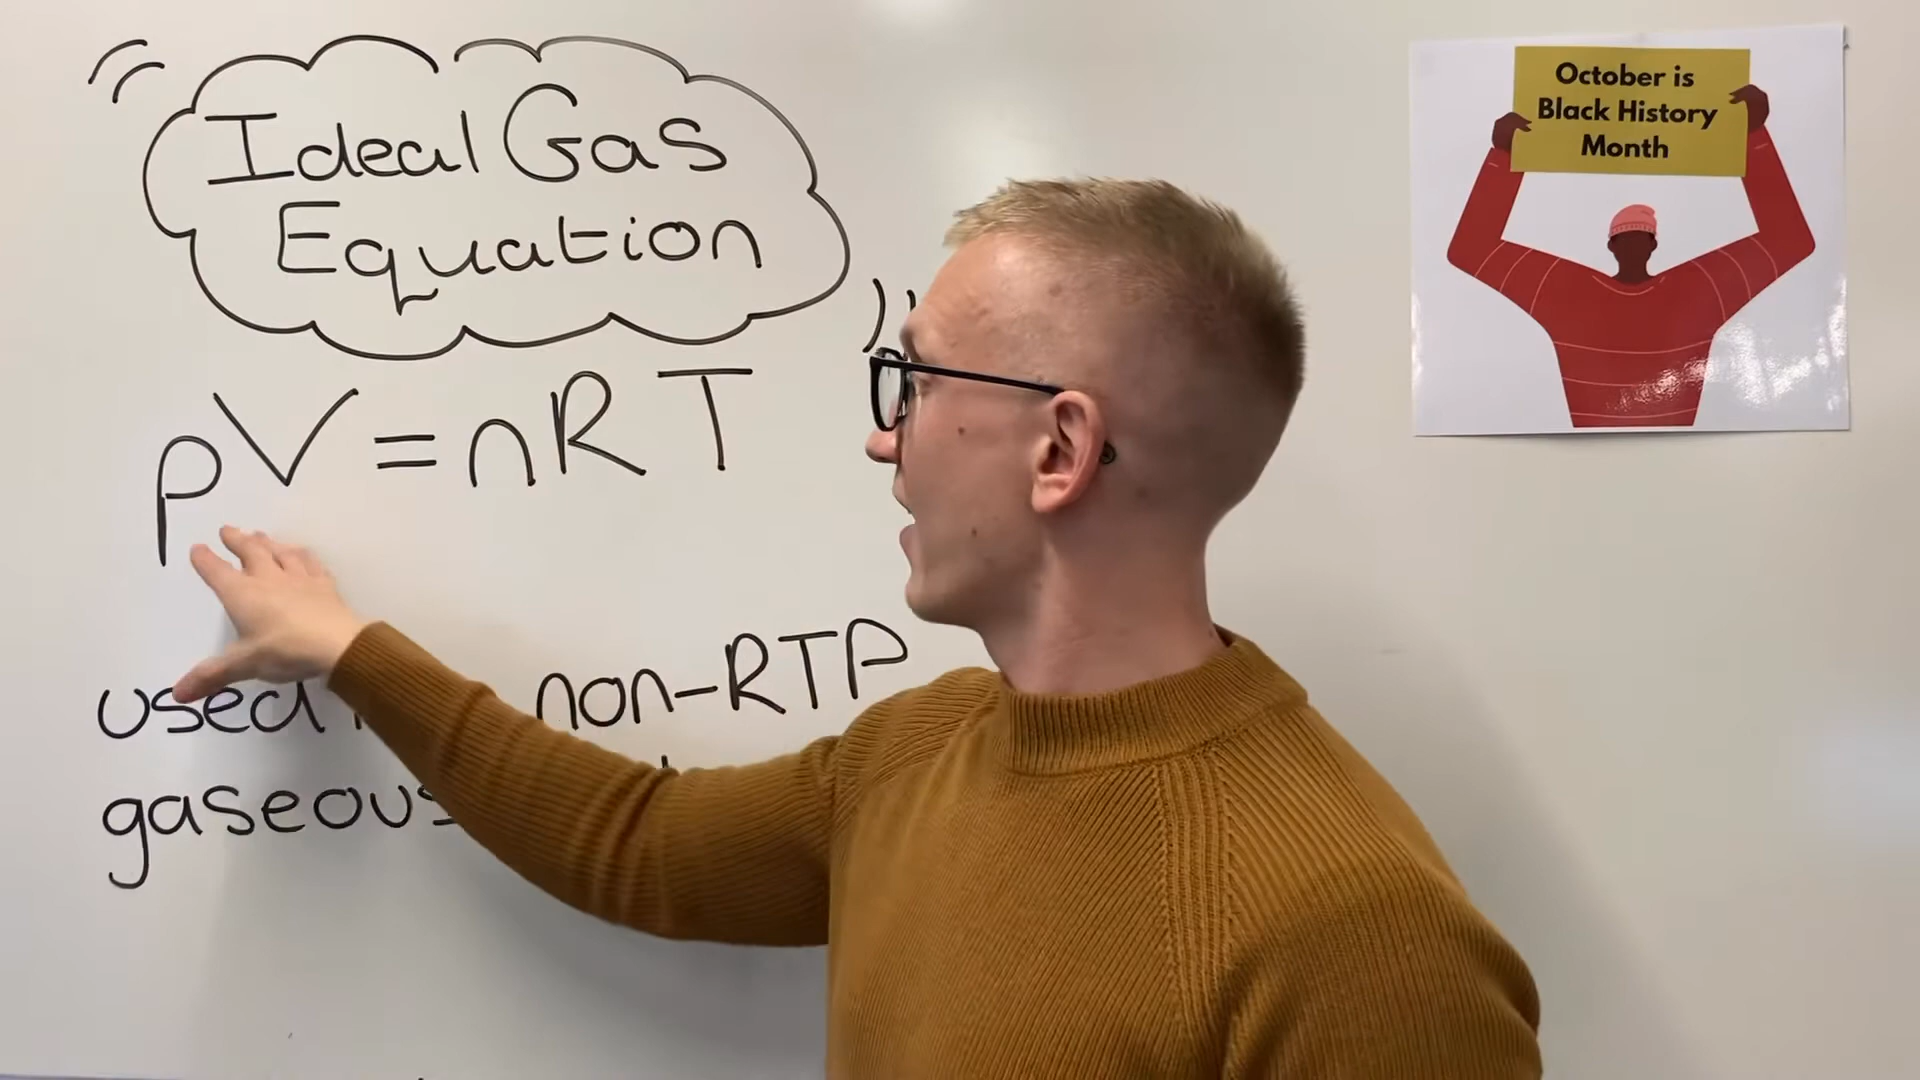 Ideal Gas
Equation
pV = nRT
used non-RTP
gaseous
October is
Black History
Month